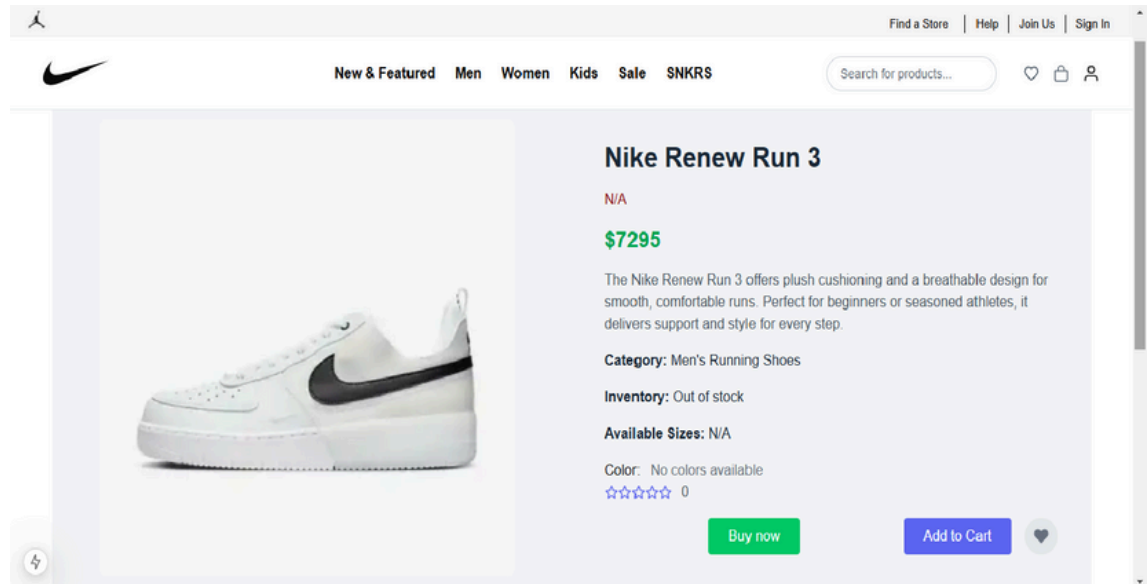 Find a Store | Help | Join Us | Sign In
New & Featured Men Women Kids Sale SNKRS
Search for products...
Nike Renew Run 3
N/A
$7295
The Nike Renew Run 3 offers plush cushioning and a breathable design for
smooth, comfortable runs. Perfect for beginners or seasoned athletes, it
delivers support and style for every step.
Category: Men's Running Shoes
Inventory: Out of stock
Available Sizes: N/A
Color: No colors available
0
Buy now Add to Cart